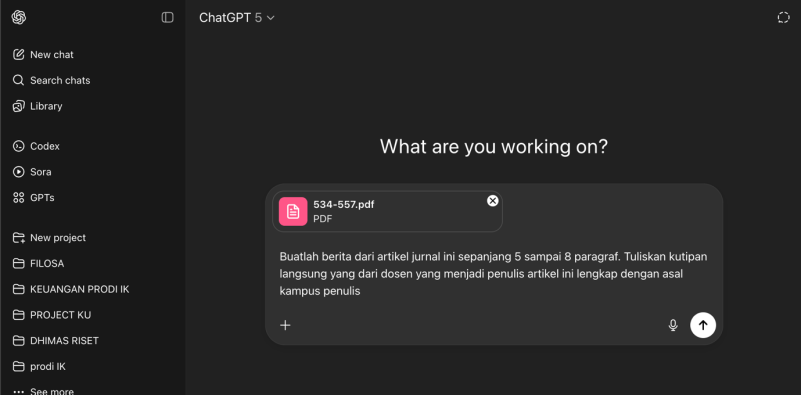 ChatGPT 5
New chat
Search chats
Library
Codex
Sora
GPTs
New project
FILOSA
KEUANGAN PRODI IK
PROJECT KU
DHIMAS RISET
prodi IK
See more
What are you working on?
534-557.pdf
PDF
Buatlah berita dari artikel jurnal ini sepanjang 5 sampai 8 paragraf. Tuliskan kutipan
langsung yang dari dosen yang menjadi penulis artikel ini lengkap dengan asal
kampus penulis